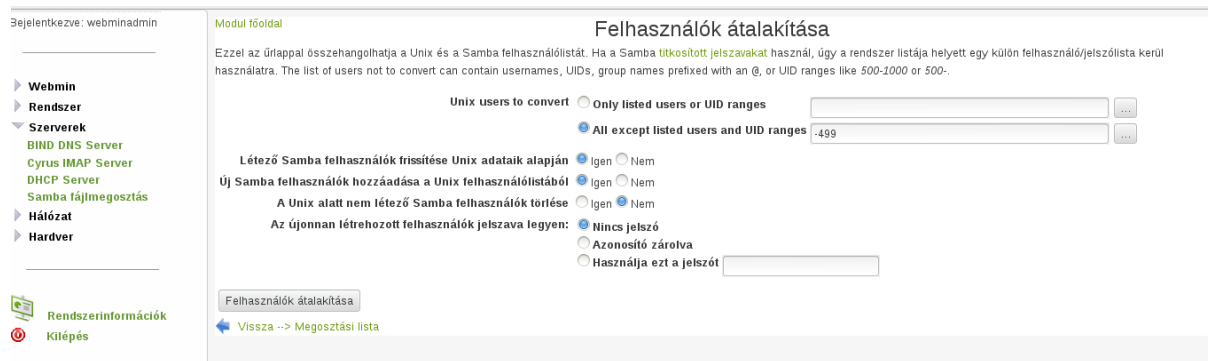 Bejelentkezve: webminadmin
Webmin
Rendszer
Szerverek
BIND DNS Server
Cyrus IMAP Server
DHCP Server
Samba fájlmegosztás
Hálózat
Hardver
Rendszerinformációk
Kilépés
Modul főoldal
Felhasználók átalakítása
Ezzel az űrlappal összehangolhatja a Unix és a Samba felhasználólistát. Ha a Samba titkosított jelszavakat használ, úgy a rendszer listája helyett egy külön felhasználó/jelszólista kerül
használatra. The list of users not to convert can contain usernames, UIDs, group names prefixed with an @, or UID ranges like 500-1000 or 500-.
Unix users to convert Only listed users or UID ranges ...
All except listed users and UID ranges -499 ...
Létező Samba felhasználók frissítése Unix adataik alapján Igen Nem
Új Samba felhasználók hozzáadása a Unix felhasználólistából Igen Nem
A Unix alatt nem létező Samba felhasználók törlése Igen Nem
Az újonnan létrehozott felhasználók jelszava legyen: Nincs jelszó
Azonosító zárolva
Használja ezt a jelszót
Felhasználók átalakítása
Vissza --> Megosztási lista